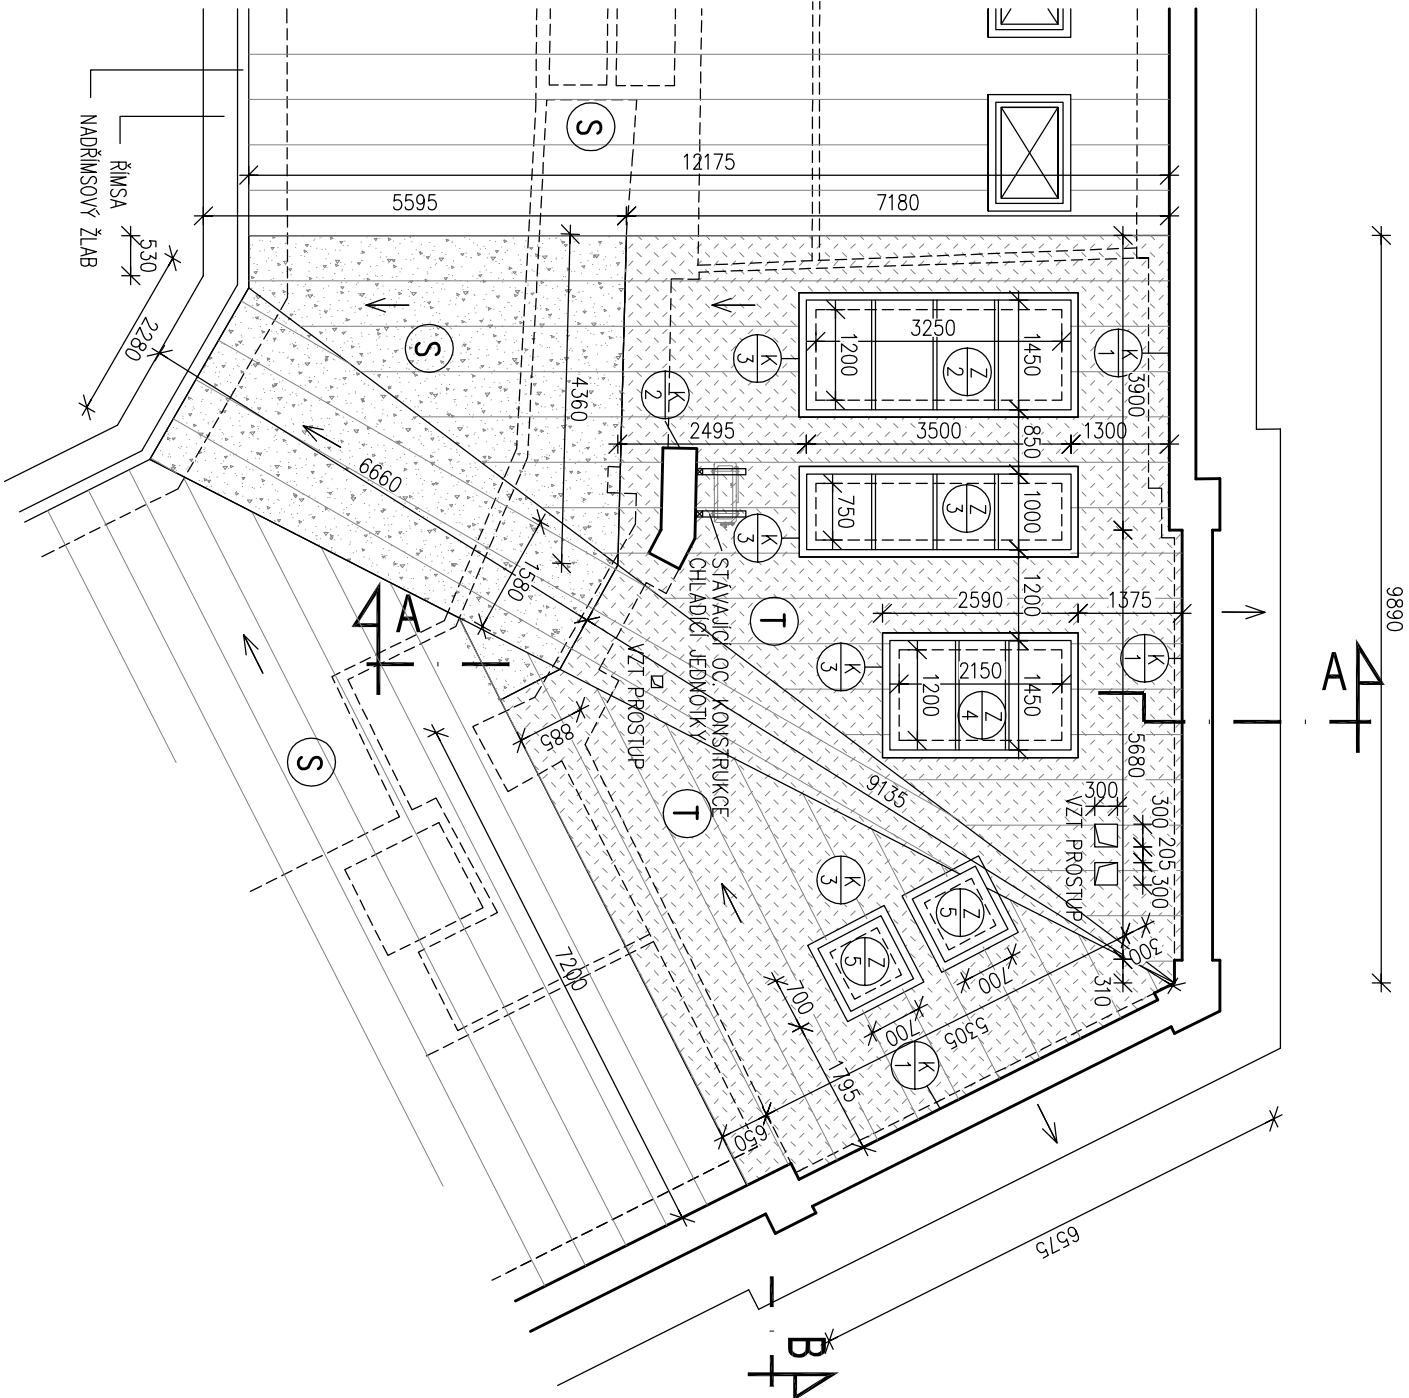 S
12175
5595
7180
NADŘÍMSOVÝ ŽLAB
ŘÍMSA
530
2280
S
4360
6660
1580
K
2
K
3
3250
1200
1450
Z
2
K
1
3900
2495
3500
850
1300
750
1000
Z
3
K
3
STÁVAJÍCÍ OC. KONSTRUKCE
CHLADÍCÍ JEDNOTKY
T
2590
1200
1375
9890
A
A
K
3
2150
1200
1450
Z
4
K
1
5680
VZT PROSTUP
885
S
T
9135
300
300
205
300
VZT PROSTUP
K
3
Z
5
Z
5
300
310
700
700
700
5305
7200
1795
K
1
650
6575
B